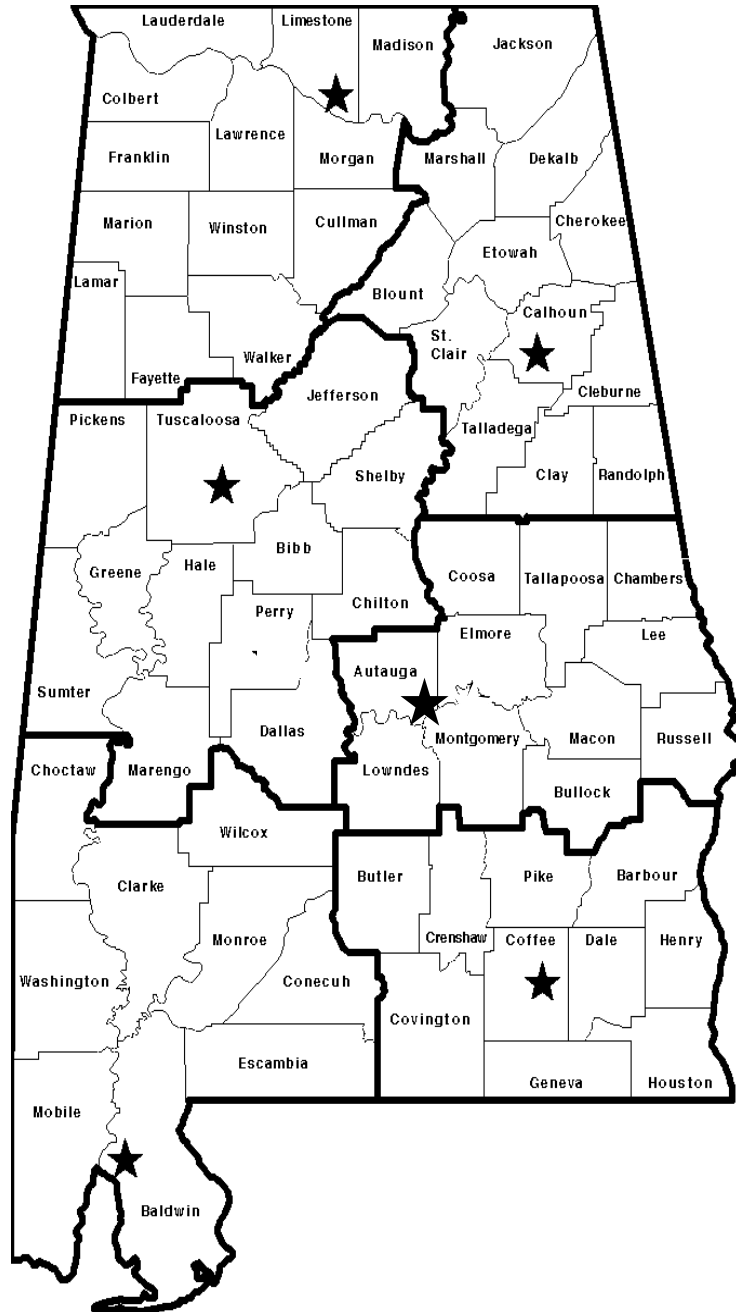 Lauderdale
Limestone
Madison
Jackson
Colbert
Lawrence
Franklin
Morgan
Marshall
Dekalb
Marion
Winston
Cullman
Cherokee
Etowah
Lamar
Blount
Calhoun
St.
Clair
Walker
Fayette
Jefferson
Cleburne
Pickens
Tuscaloosa
Talladega
Shelby
Clay
Randolph
Bibb
Greene
Hale
Coosa
Tallapoosa
Chambers
Chilton
Perry
Elmore
Lee
Autauga
Sumter
Dallas
Montgomery
Macon
Russell
Choctaw
Marengo
Lowndes
Bullock
Wilcox
Butler
Pike
Barbour
Clarke
Crenshaw
Coffee
Dale
Henry
Monroe
Washington
Conecuh
Covington
Escambia
Geneva
Houston
Mobile
Baldwin